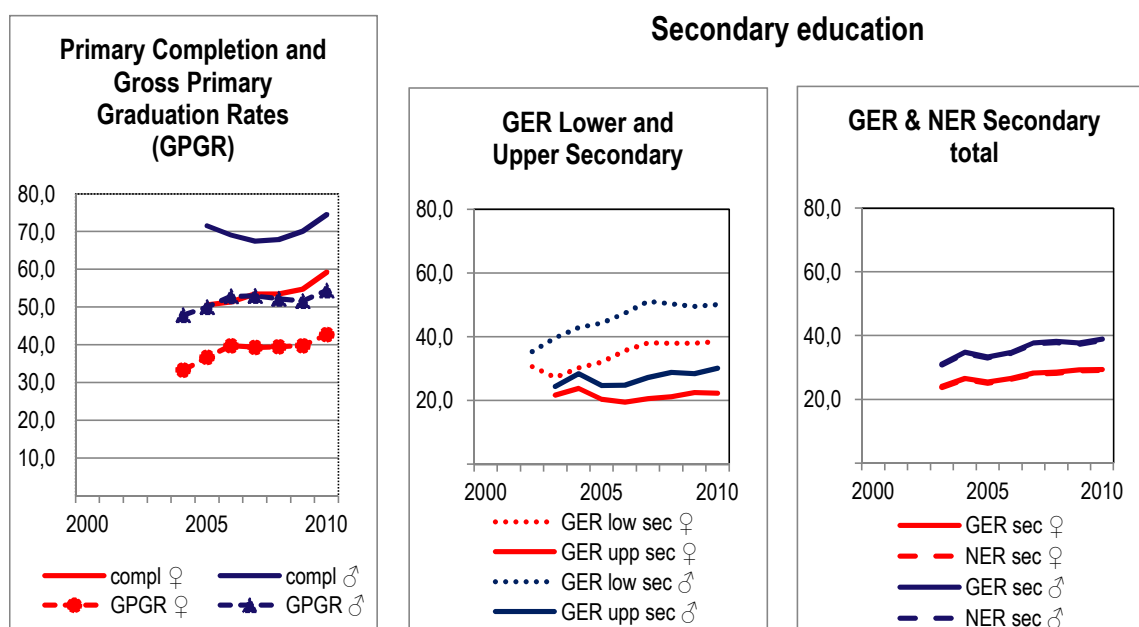 Primary Completion and
Gross Primary
Graduation Rates
(GPGR)
80,0
70,0
60,0
50,0
40,0
30,0
20,0
10,0
2000 2005 2010
compl ♀ compl ♂
GPGR ♀ GPGR ♂
Secondary education
GER Lower and
Upper Secondary
80,0
60,0
40,0
20,0
2000 2005 2010
GER low sec ♀
GER upp sec ♀
GER low sec ♂
GER upp sec ♂
GER & NER Secondary
total
80,0
60,0
40,0
20,0
2000 2005 2010
GER sec ♀
NER sec ♀
GER sec ♂
NER sec ♂